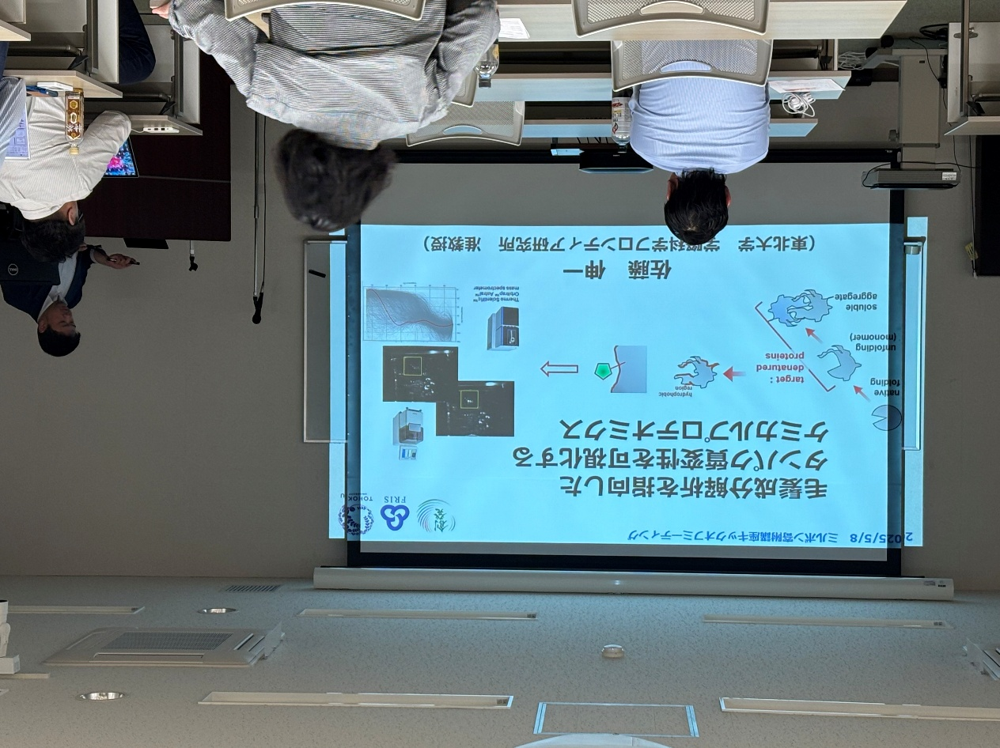 2025/5/8　ミルボン寄附講座キックオフミーティング
創発
FRIS
TOHOKU
毛髪成分解析を指向した
タンパク質変性を可視化する
ケミカルプロテオミクス
native
folding
unfolding
(monomer)
soluble
aggregate
target :
denatured
proteins
hydrophobic
region
Thermo Scientific™
Orbitrap™ Astral™
mass spectrometer
佐藤　伸一
（東北大学　学際科学フロンティア研究所　准教授）
DELL